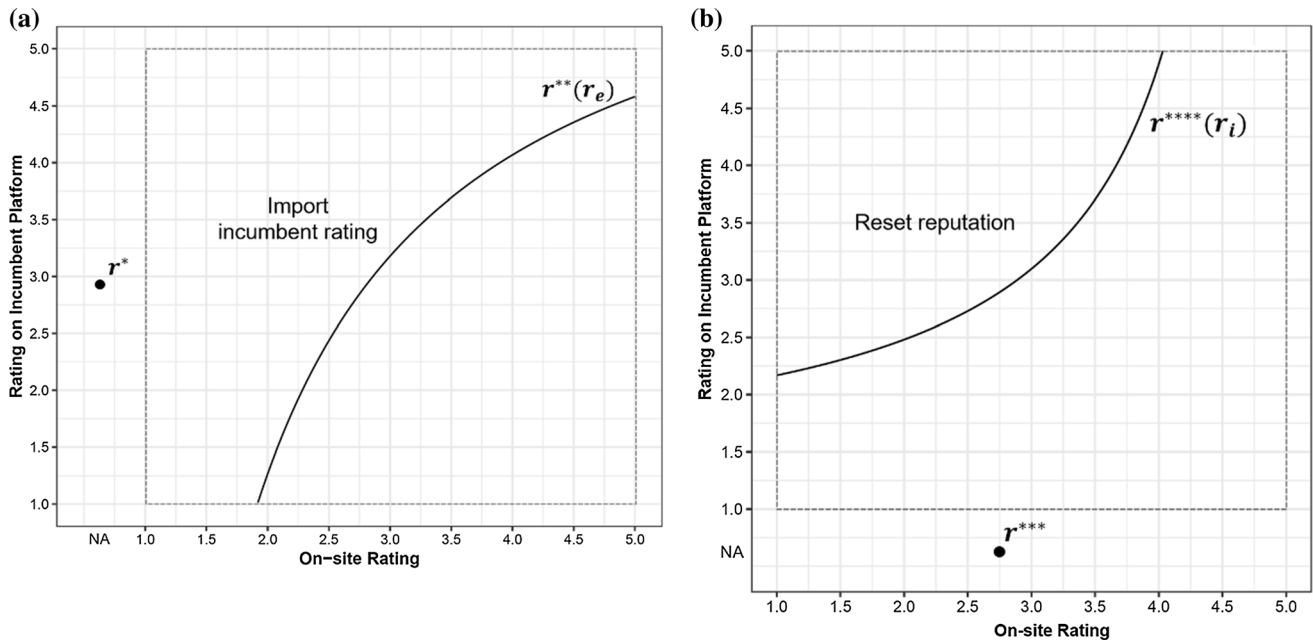 (a)
5.0
4.5
4.0
3.5
3.0
2.5
2.0
1.5
1.0
Rating on Incumbent Platform
r**(r_e)
Import
incumbent rating
r*
NA 1.0 1.5 2.0 2.5 3.0 3.5 4.0 4.5 5.0
On−site Rating
(b)
5.0
4.5
4.0
3.5
3.0
2.5
2.0
1.5
1.0
NA
Rating on Incumbent Platform
r****(r_i)
Reset reputation
r***
1.0 1.5 2.0 2.5 3.0 3.5 4.0 4.5 5.0
On-site Rating